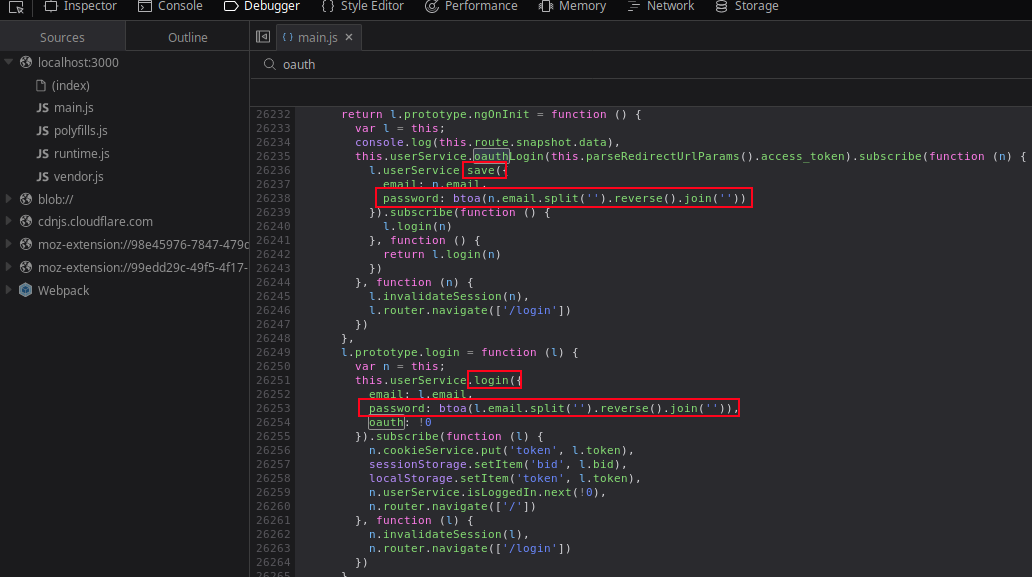 Inspector Console Debugger {} Style Editor Performance Memory Network Storage
Sources Outline {} main.js ×
localhost:3000
(index)
JS main.js
JS polyfills.js
JS runtime.js
JS vendor.js
blob://
cdnjs.cloudflare.com
moz-extension://98e45976-7847-479d
moz-extension://99edd29c-49f5-4f17-
Webpack
oauth
26232 return l.prototype.ngOnInit = function () {
26233 var l = this;
26234 console.log(this.route.snapshot.data),
26235 this.userService.oauthLogin(this.parseRedirectUrlParams().access_token).subscribe(function (n) {
26236 l.userService.save({
26237 email: n.email,
26238 password: btoa(n.email.split('').reverse().join(''))
26239 }).subscribe(function () {
26240 l.login(n)
26241 }, function () {
26242 return l.login(n)
26243 })
26244 }, function (n) {
26245 l.invalidateSession(n),
26246 l.router.navigate(['/login'])
26247 })
26248 },
26249 l.prototype.login = function (l) {
26250 var n = this;
26251 this.userService.login({
26252 email: l.email,
26253 password: btoa(l.email.split('').reverse().join('')),
26254 oauth: !0
26255 }).subscribe(function (l) {
26256 n.cookieService.put('token', l.token),
26257 sessionStorage.setItem('bid', l.bid),
26258 localStorage.setItem('token', l.token),
26259 n.userService.isLoggedIn.next(!0),
26260 n.router.navigate(['/'])
26261 }, function (l) {
26262 n.invalidateSession(l),
26263 n.router.navigate(['/login'])
26264 })
26265 }